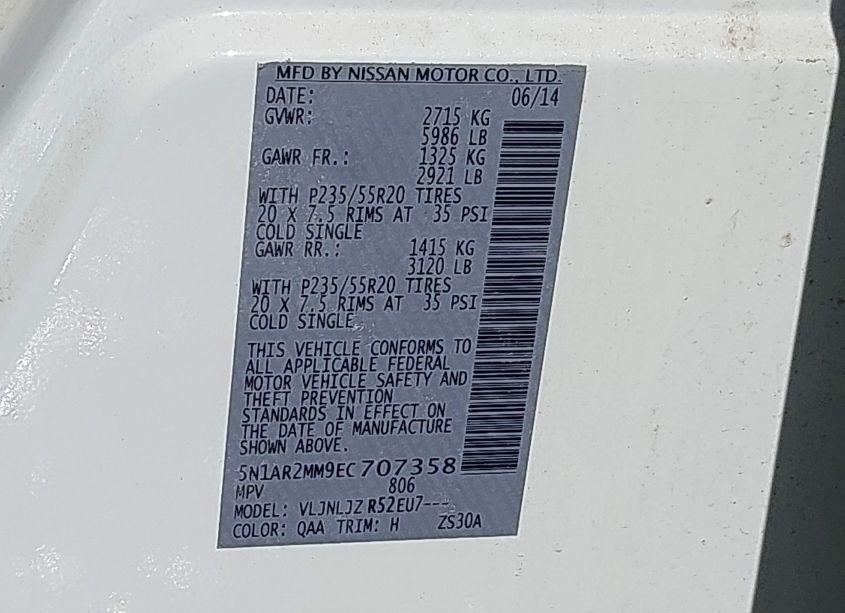 MFD BY NISSAN MOTOR CO., LTD.
DATE: 06/14
GVWR: 2715 KG
5986 LB
GAWR FR.: 1325 KG
2921 LB
WITH P235/55R20 TIRES
20 X 7.5 RIMS AT 35 PSI
COLD SINGLE
GAWR RR.: 1415 KG
3120 LB
WITH P235/55R20 TIRES
20 X 7.5 RIMS AT 35 PSI
COLD SINGLE
THIS VEHICLE CONFORMS TO
ALL APPLICABLE FEDERAL
MOTOR VEHICLE SAFETY AND
THEFT PREVENTION
STANDARDS IN EFFECT ON
THE DATE OF MANUFACTURE
SHOWN ABOVE.
5N1AR2MM9EC707358
MPV 806
MODEL: VLJNLJZ R52EU7---
COLOR: QAA TRIM: H ZS30A